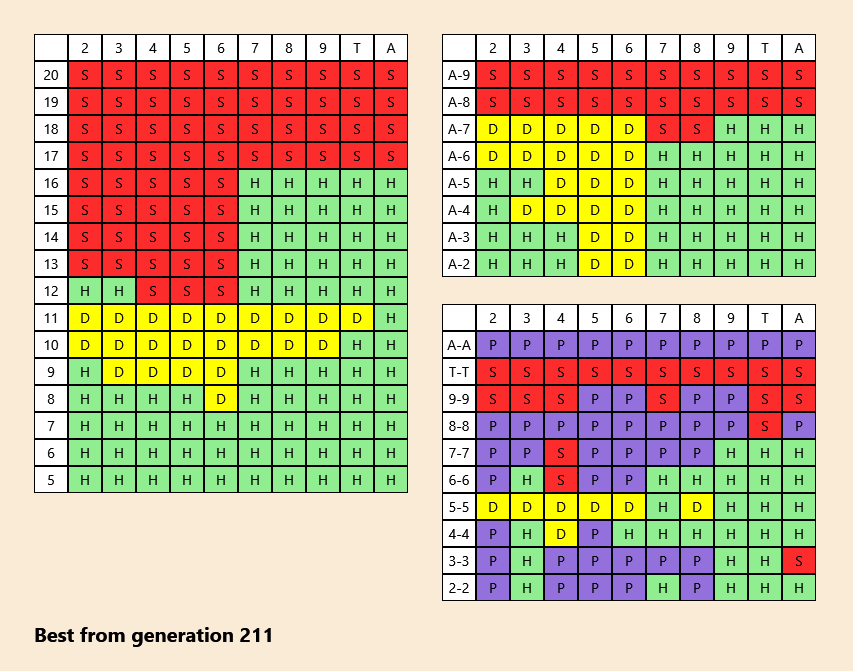 2 3 4 5 6 7 8 9 T A
20 S S S S S S S S S S
19 S S S S S S S S S S
18 S S S S S S S S S S
17 S S S S S S S S S S
16 S S S S S H H H H H
15 S S S S S H H H H H
14 S S S S S H H H H H
13 S S S S S H H H H H
12 H H S S S H H H H H
11 D D D D D D D D D H
10 D D D D D D D D H H
9 H D D D D H H H H H
8 H H H H D H H H H H
7 H H H H H H H H H H
6 H H H H H H H H H H
5 H H H H H H H H H H
2 3 4 5 6 7 8 9 T A
A-9 S S S S S S S S S S
A-8 S S S S S S S S S S
A-7 D D D D D S S H H H
A-6 D D D D D H H H H H
A-5 H H D D D H H H H H
A-4 H D D D D H H H H H
A-3 H H H D D H H H H H
A-2 H H H D D H H H H H
2 3 4 5 6 7 8 9 T A
A-A P P P P P P P P P P
T-T S S S S S S S S S S
9-9 S S S P P S P P S S
8-8 P P P P P P P P S P
7-7 P P S P P P P H H H
6-6 P H S P P H H H H H
5-5 D D D D D H D H H H
4-4 P H D P H H H H H H
3-3 P H P P P P P H H S
2-2 P H P P P H P H H H
Best from generation 211